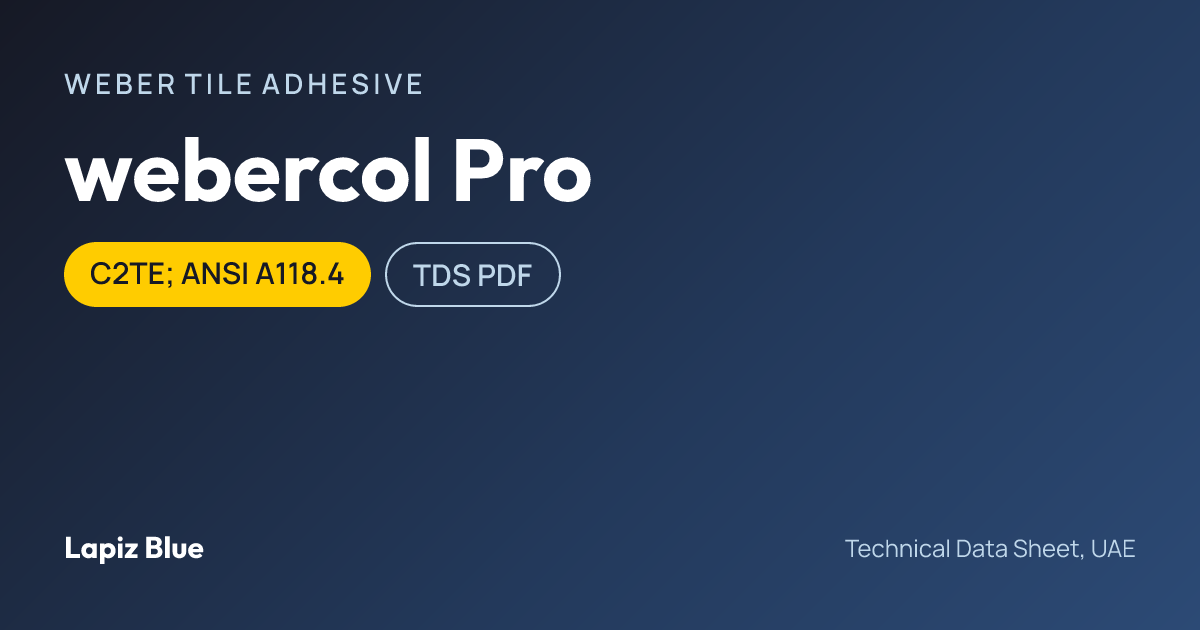 WEBER TILE ADHESIVE
webercol Pro
C2TE; ANSI A118.4
TDS PDF
Lapiz Blue
Technical Data Sheet, UAE